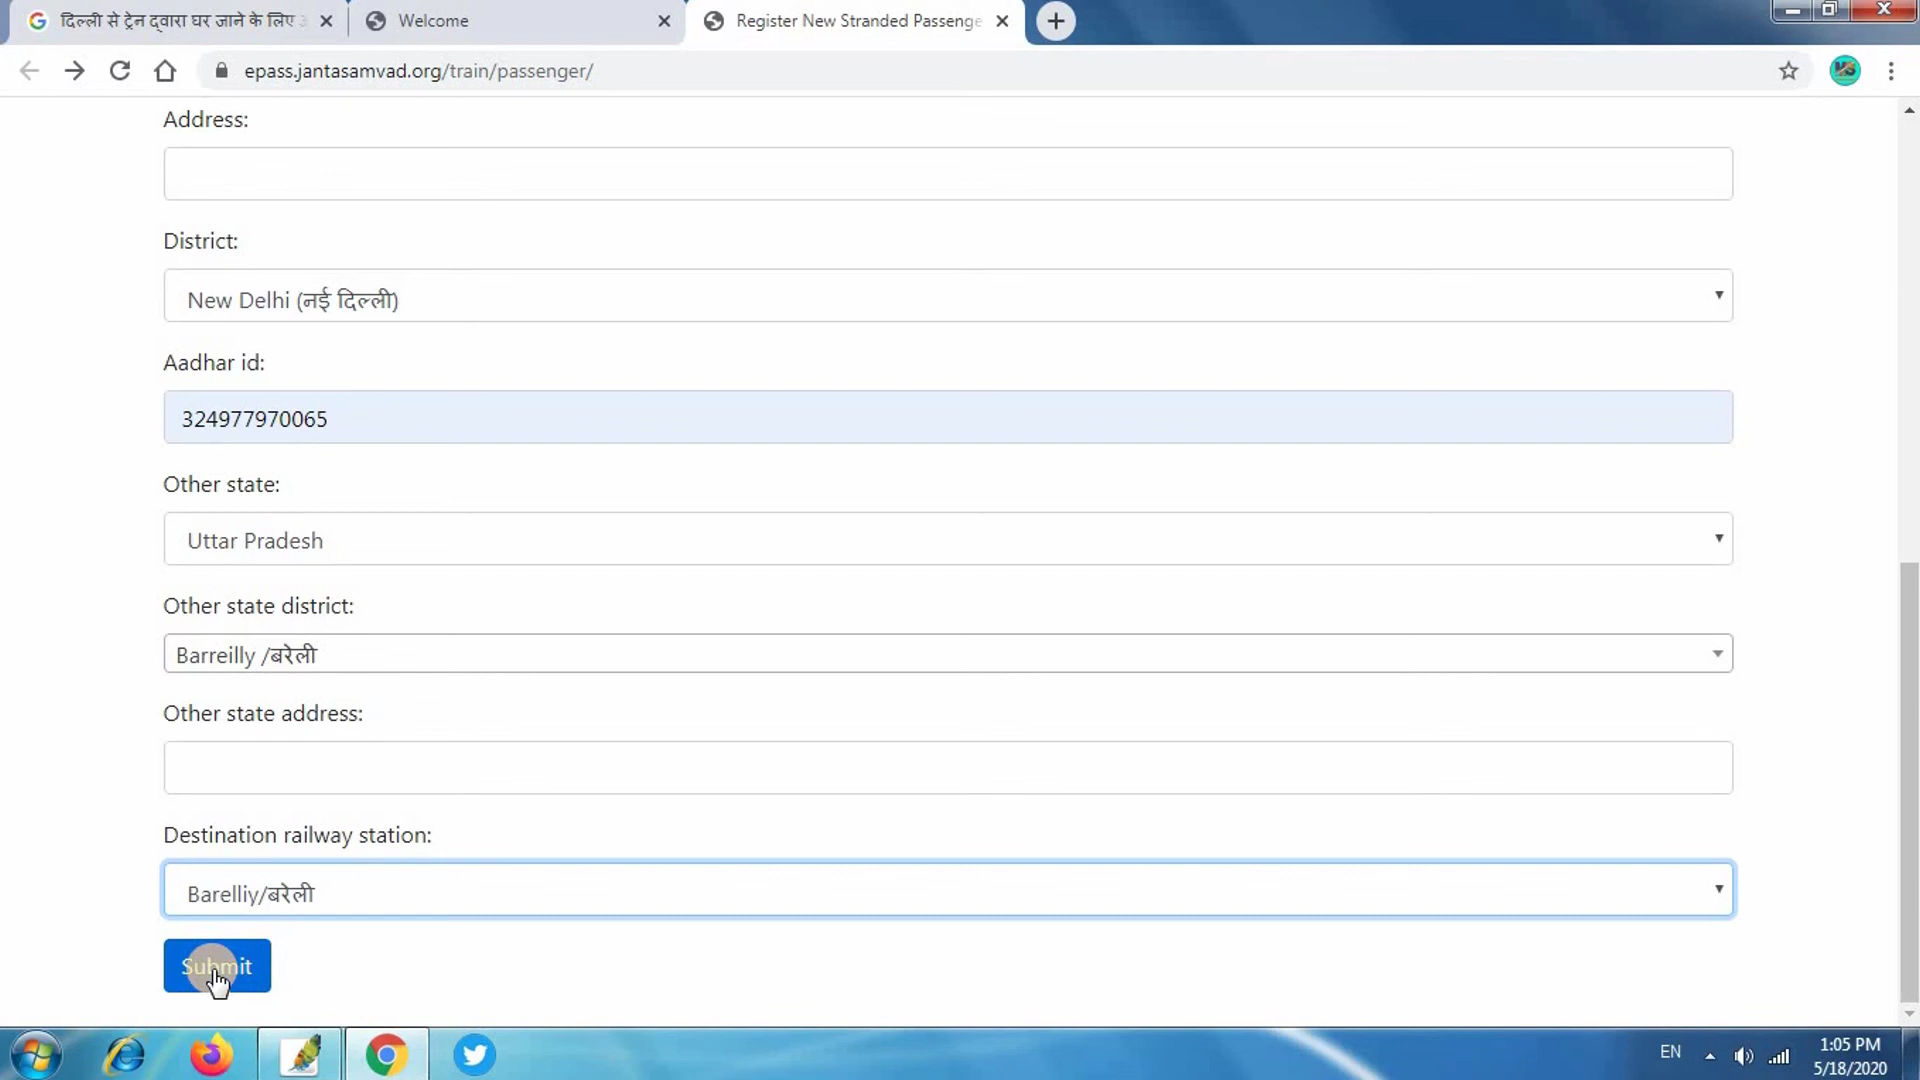 दिल्ली से ट्रेन द्वारा घर जाने के लिए
Welcome
Register New Stranded Passenge
epass.jantasamvad.org/train/passenger/
Address:
District:
New Delhi (नई दिल्ली)
Aadhar id:
324977970065
Other state:
Uttar Pradesh
Other state district:
Barreilly /बरेली
Other state address:
Destination railway station:
Barelliy/बरेली
Submit
EN
1:05 PM
5/18/2020